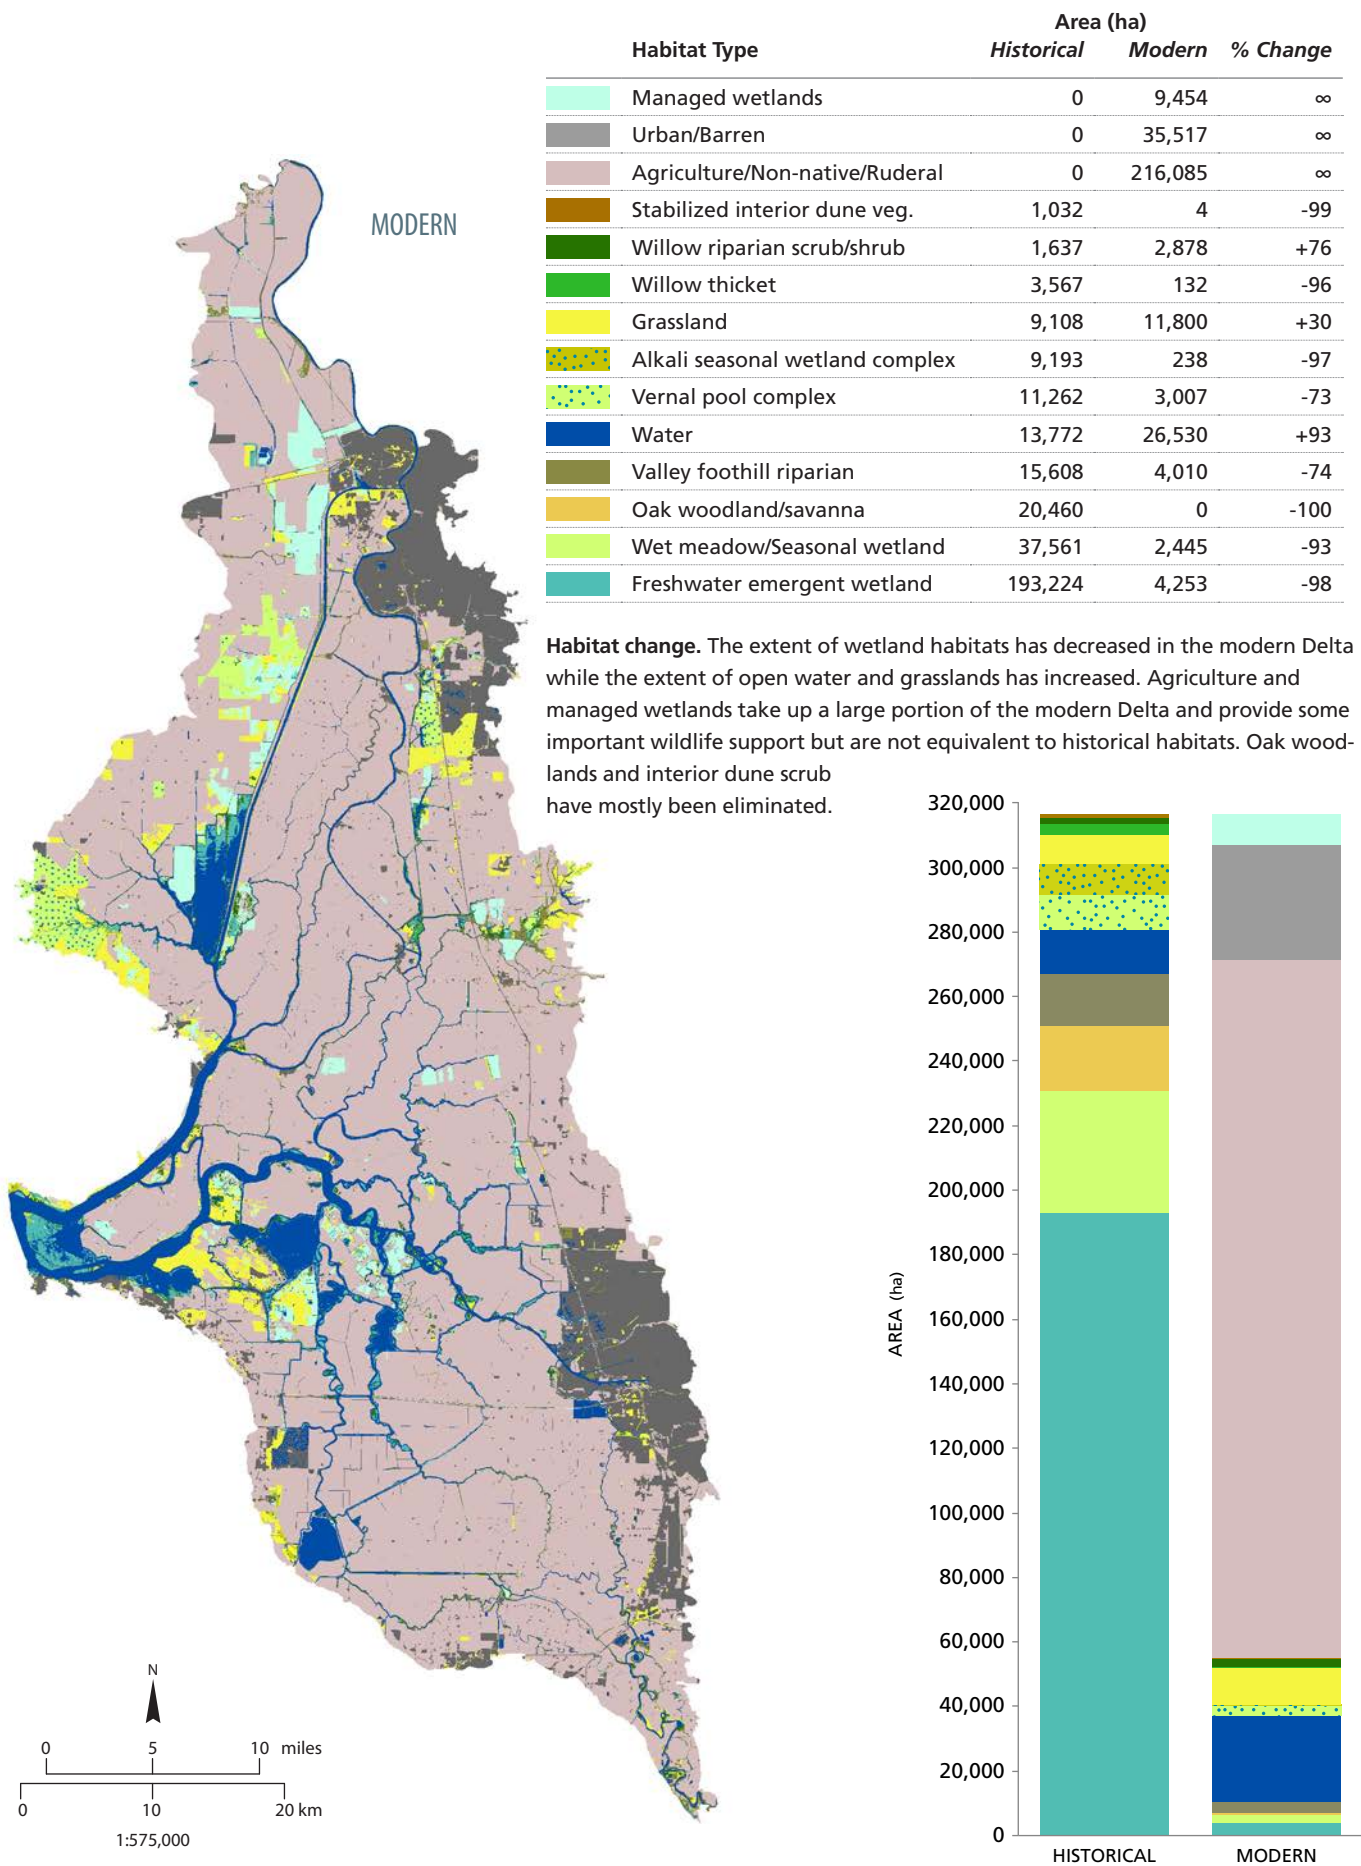 Area (ha)
Habitat Type Historical Modern % Change
Managed wetlands 0 9,454 ∞
Urban/Barren 0 35,517 ∞
Agriculture/Non-native/Ruderal 0 216,085 ∞
Stabilized interior dune veg. 1,032 4 -99
Willow riparian scrub/shrub 1,637 2,878 +76
Willow thicket 3,567 132 -96
Grassland 9,108 11,800 +30
Alkali seasonal wetland complex 9,193 238 -97
Vernal pool complex 11,262 3,007 -73
Water 13,772 26,530 +93
Valley foothill riparian 15,608 4,010 -74
Oak woodland/savanna 20,460 0 -100
Wet meadow/Seasonal wetland 37,561 2,445 -93
Freshwater emergent wetland 193,224 4,253 -98
MODERN
Habitat change. The extent of wetland habitats has decreased in the modern Delta
while the extent of open water and grasslands has increased. Agriculture and
managed wetlands take up a large portion of the modern Delta and provide some
important wildlife support but are not equivalent to historical habitats. Oak wood-
lands and interior dune scrub
have mostly been eliminated.
320,000
300,000
280,000
260,000
240,000
220,000
200,000
180,000
160,000
140,000
120,000
100,000
80,000
60,000
40,000
20,000
0
AREA (ha)
HISTORICAL MODERN
N
0 5 10 miles
0 10 20 km
1:575,000